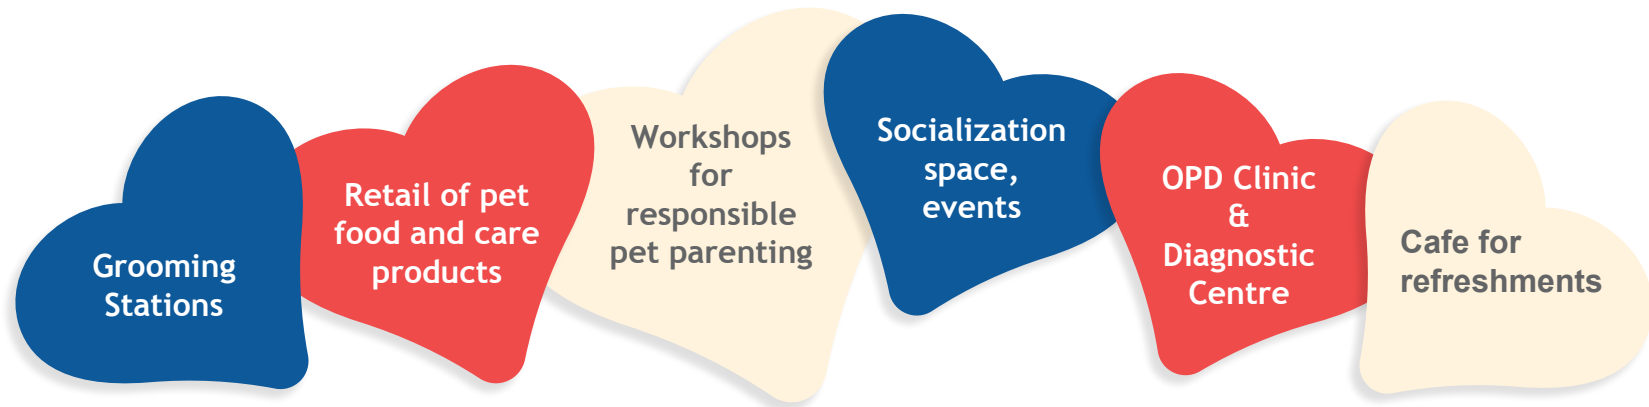 Grooming
Stations
Retail of pet
food and care
products
Workshops
for
responsible
pet parenting
Socialization
space,
events
OPD Clinic
&
Diagnostic
Centre
Cafe for
refreshments